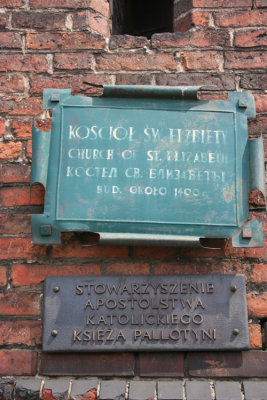 KOŚCIÓŁ ŚW. ELŻBIETY
CHURCH OF ST. ELIZABETH
КОСТЕЛ СВ. ЕЛИЗАВЕТЫ
BUD. OKOŁO 1400 r.
STOWARZYSZENIE
APOSTOLSTWA
KATOLICKIEGO
KSIĘŻA PALLOTYNI